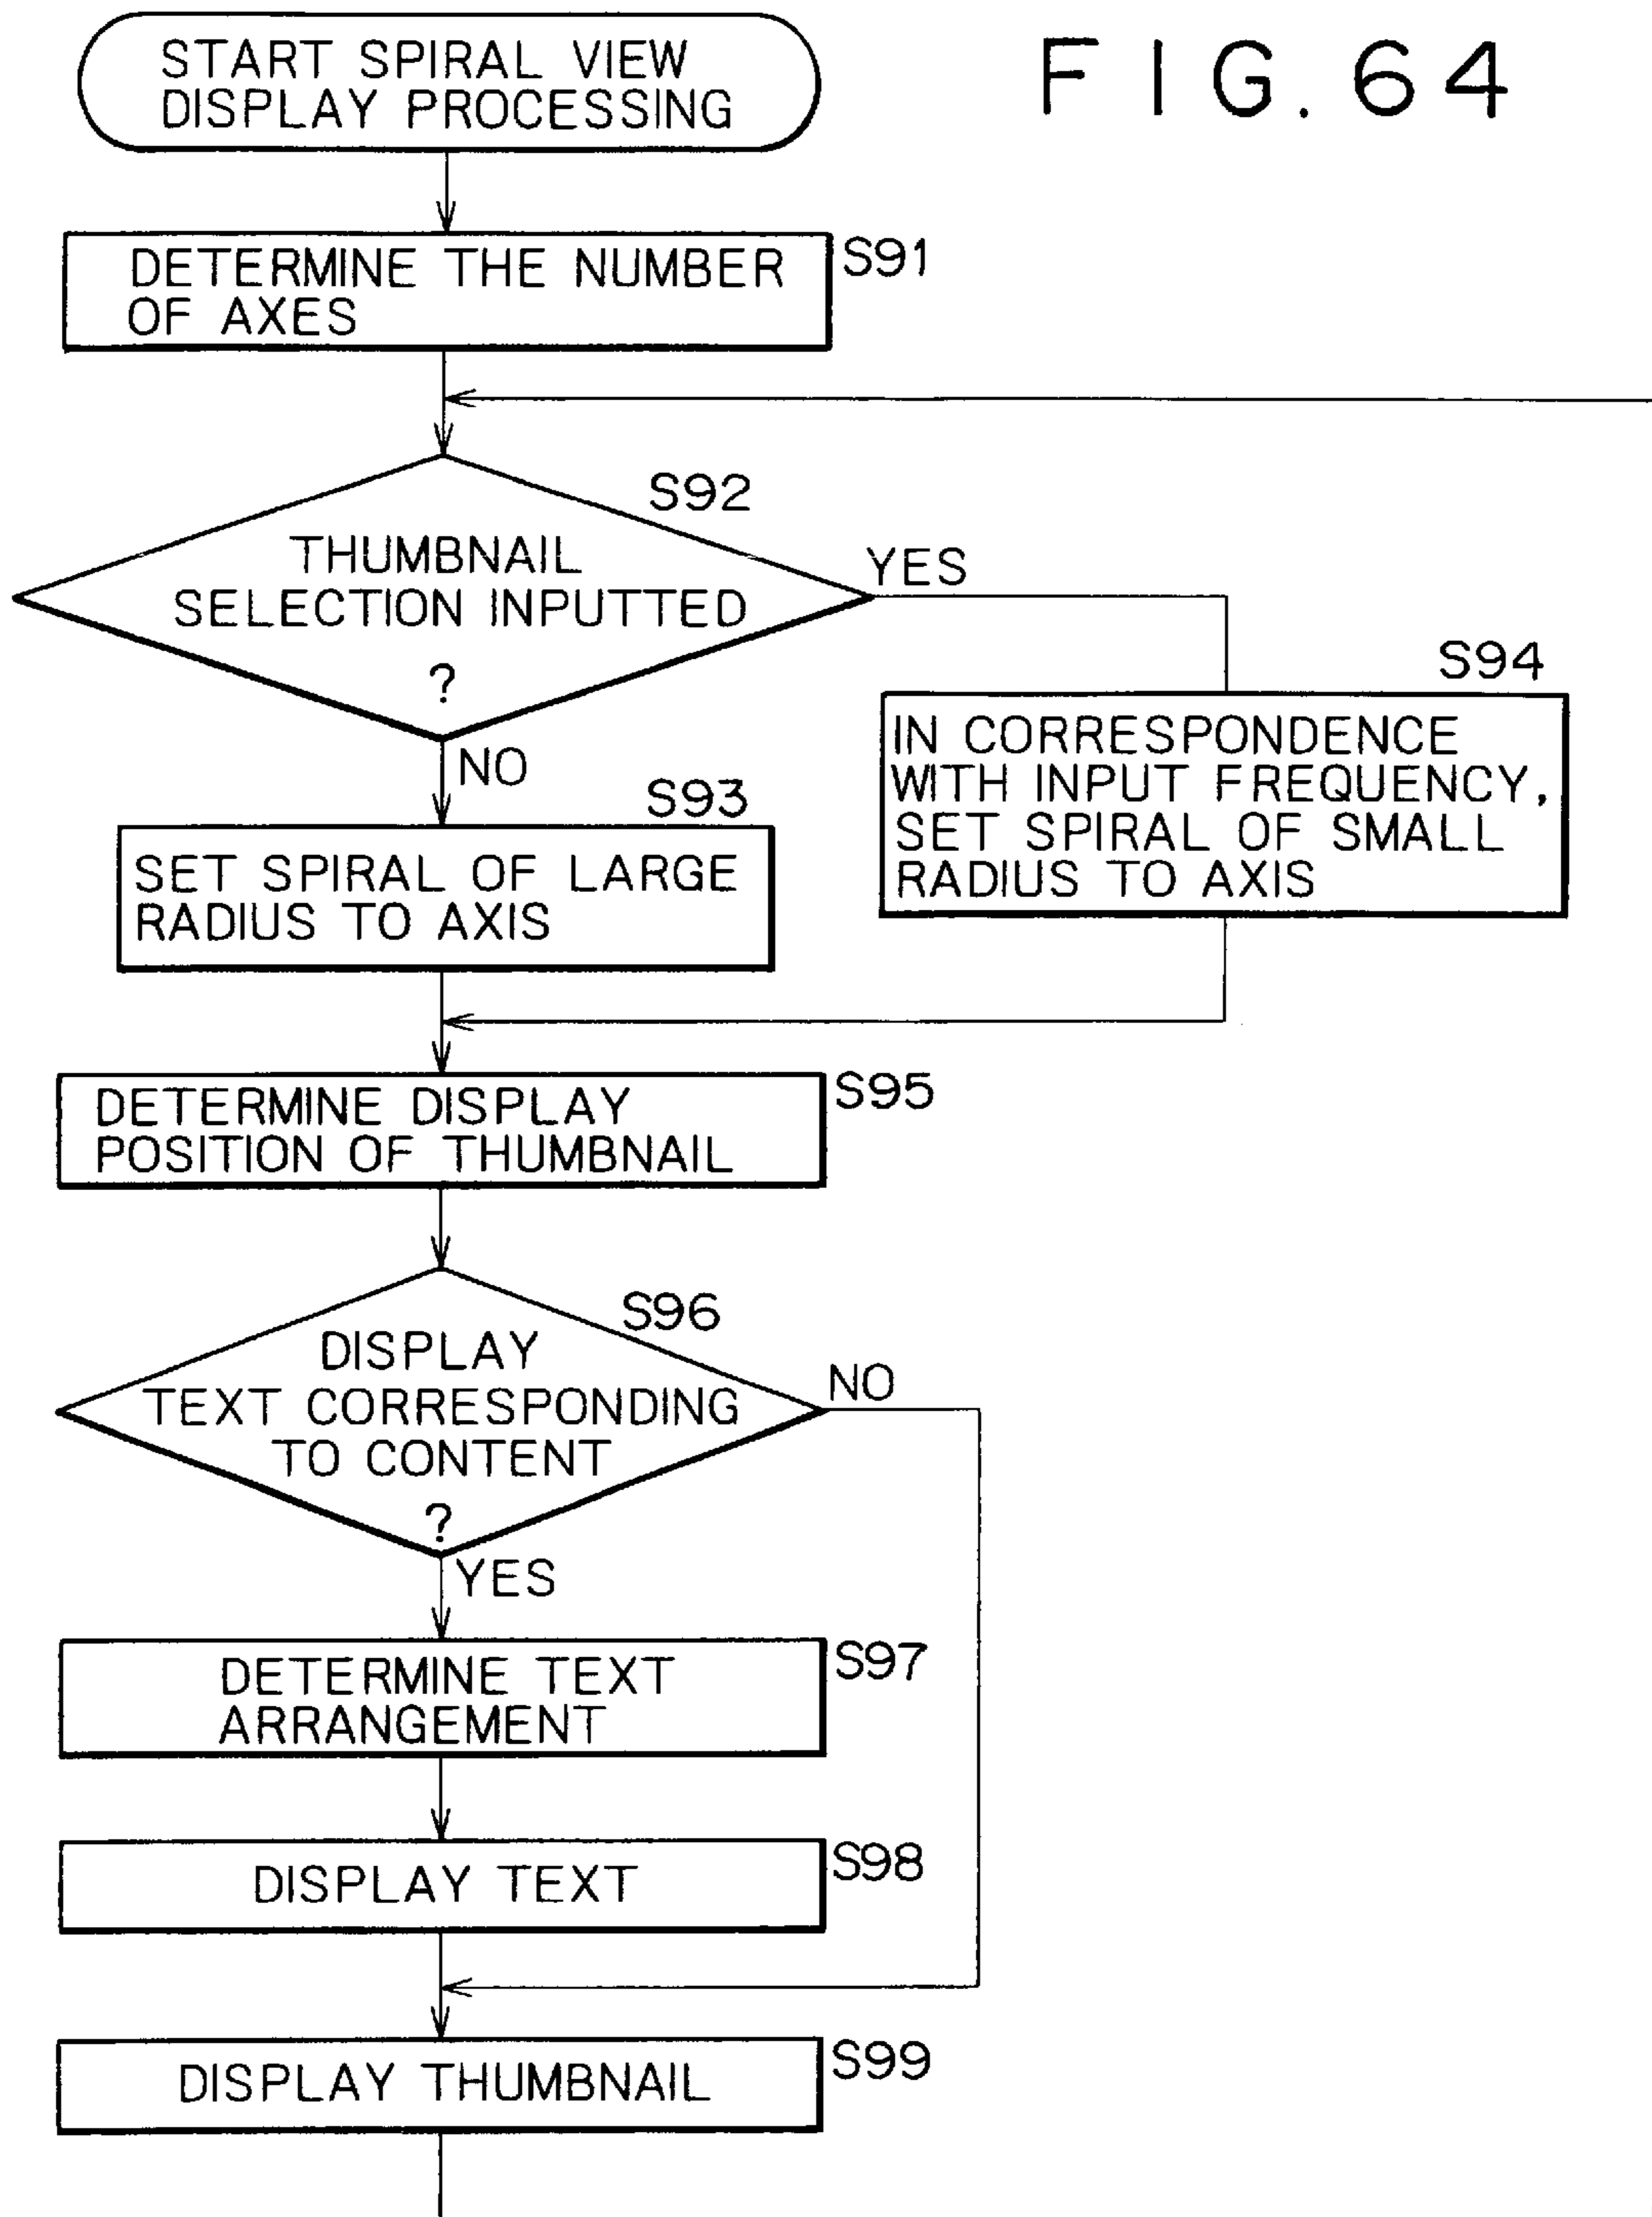 FIG. 64
START SPIRAL VIEW
DISPLAY PROCESSING
DETERMINE THE NUMBER
OF AXES
S91
S92
THUMBNAIL
SELECTION INPUTTED
?
YES
NO
S94
IN CORRESPONDENCE
WITH INPUT FREQUENCY,
SET SPIRAL OF SMALL
RADIUS TO AXIS
S93
SET SPIRAL OF LARGE
RADIUS TO AXIS
DETERMINE DISPLAY
POSITION OF THUMBNAIL
S95
S96
DISPLAY
TEXT CORRESPONDING
TO CONTENT
?
NO
YES
DETERMINE TEXT
ARRANGEMENT
S97
DISPLAY TEXT
S98
DISPLAY THUMBNAIL
S99